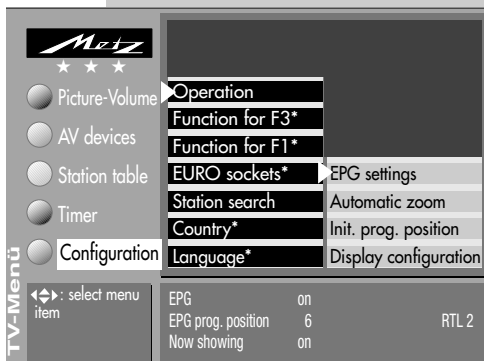 Metz
Picture-Volume
AV devices
Station table
Timer
Configuration
Operation
Function for F3*
Function for F1*
EURO sockets*
Station search
Country*
Language*
EPG settings
Automatic zoom
Init. prog. position
Display configuration
TV-Menü
: select menu
item
EPG on
EPG prog. position 6 RTL 2
Now showing on